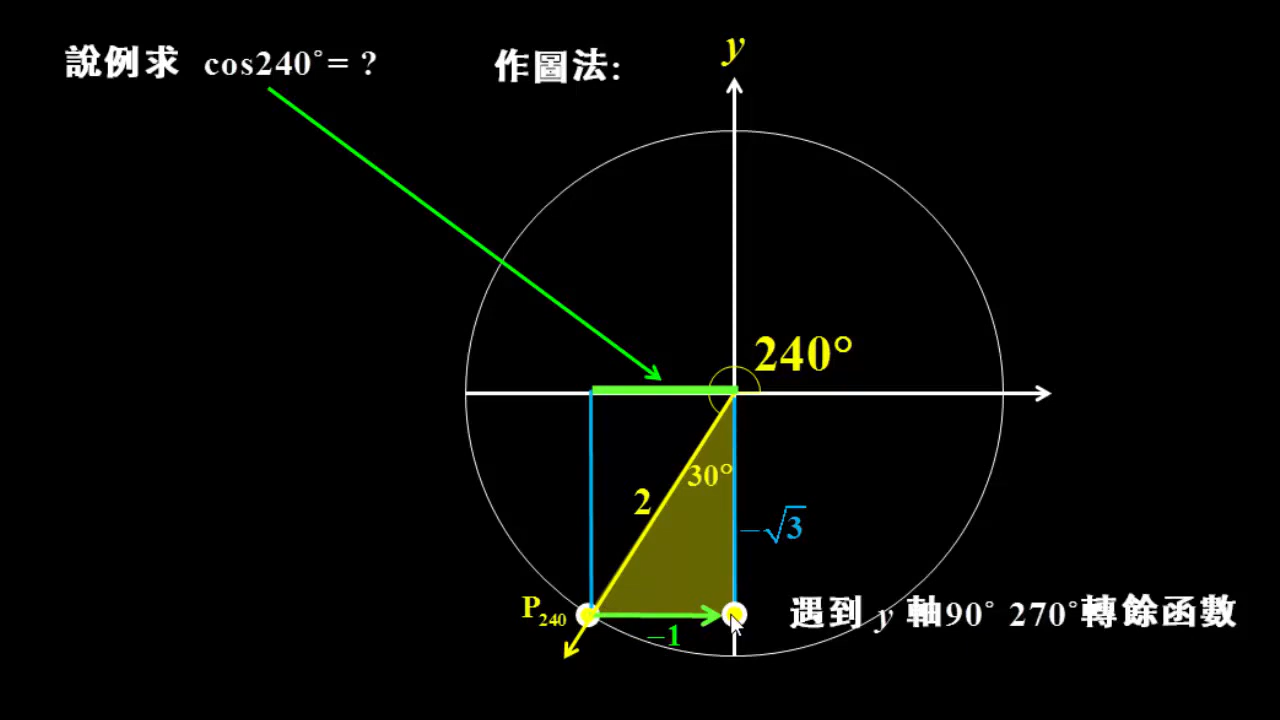 說例求 cos240°= ?
作圖法:
y
240°
30°
2
−√3
P₂₄₀
−1
遇到 y 軸90° 270°轉餘函數